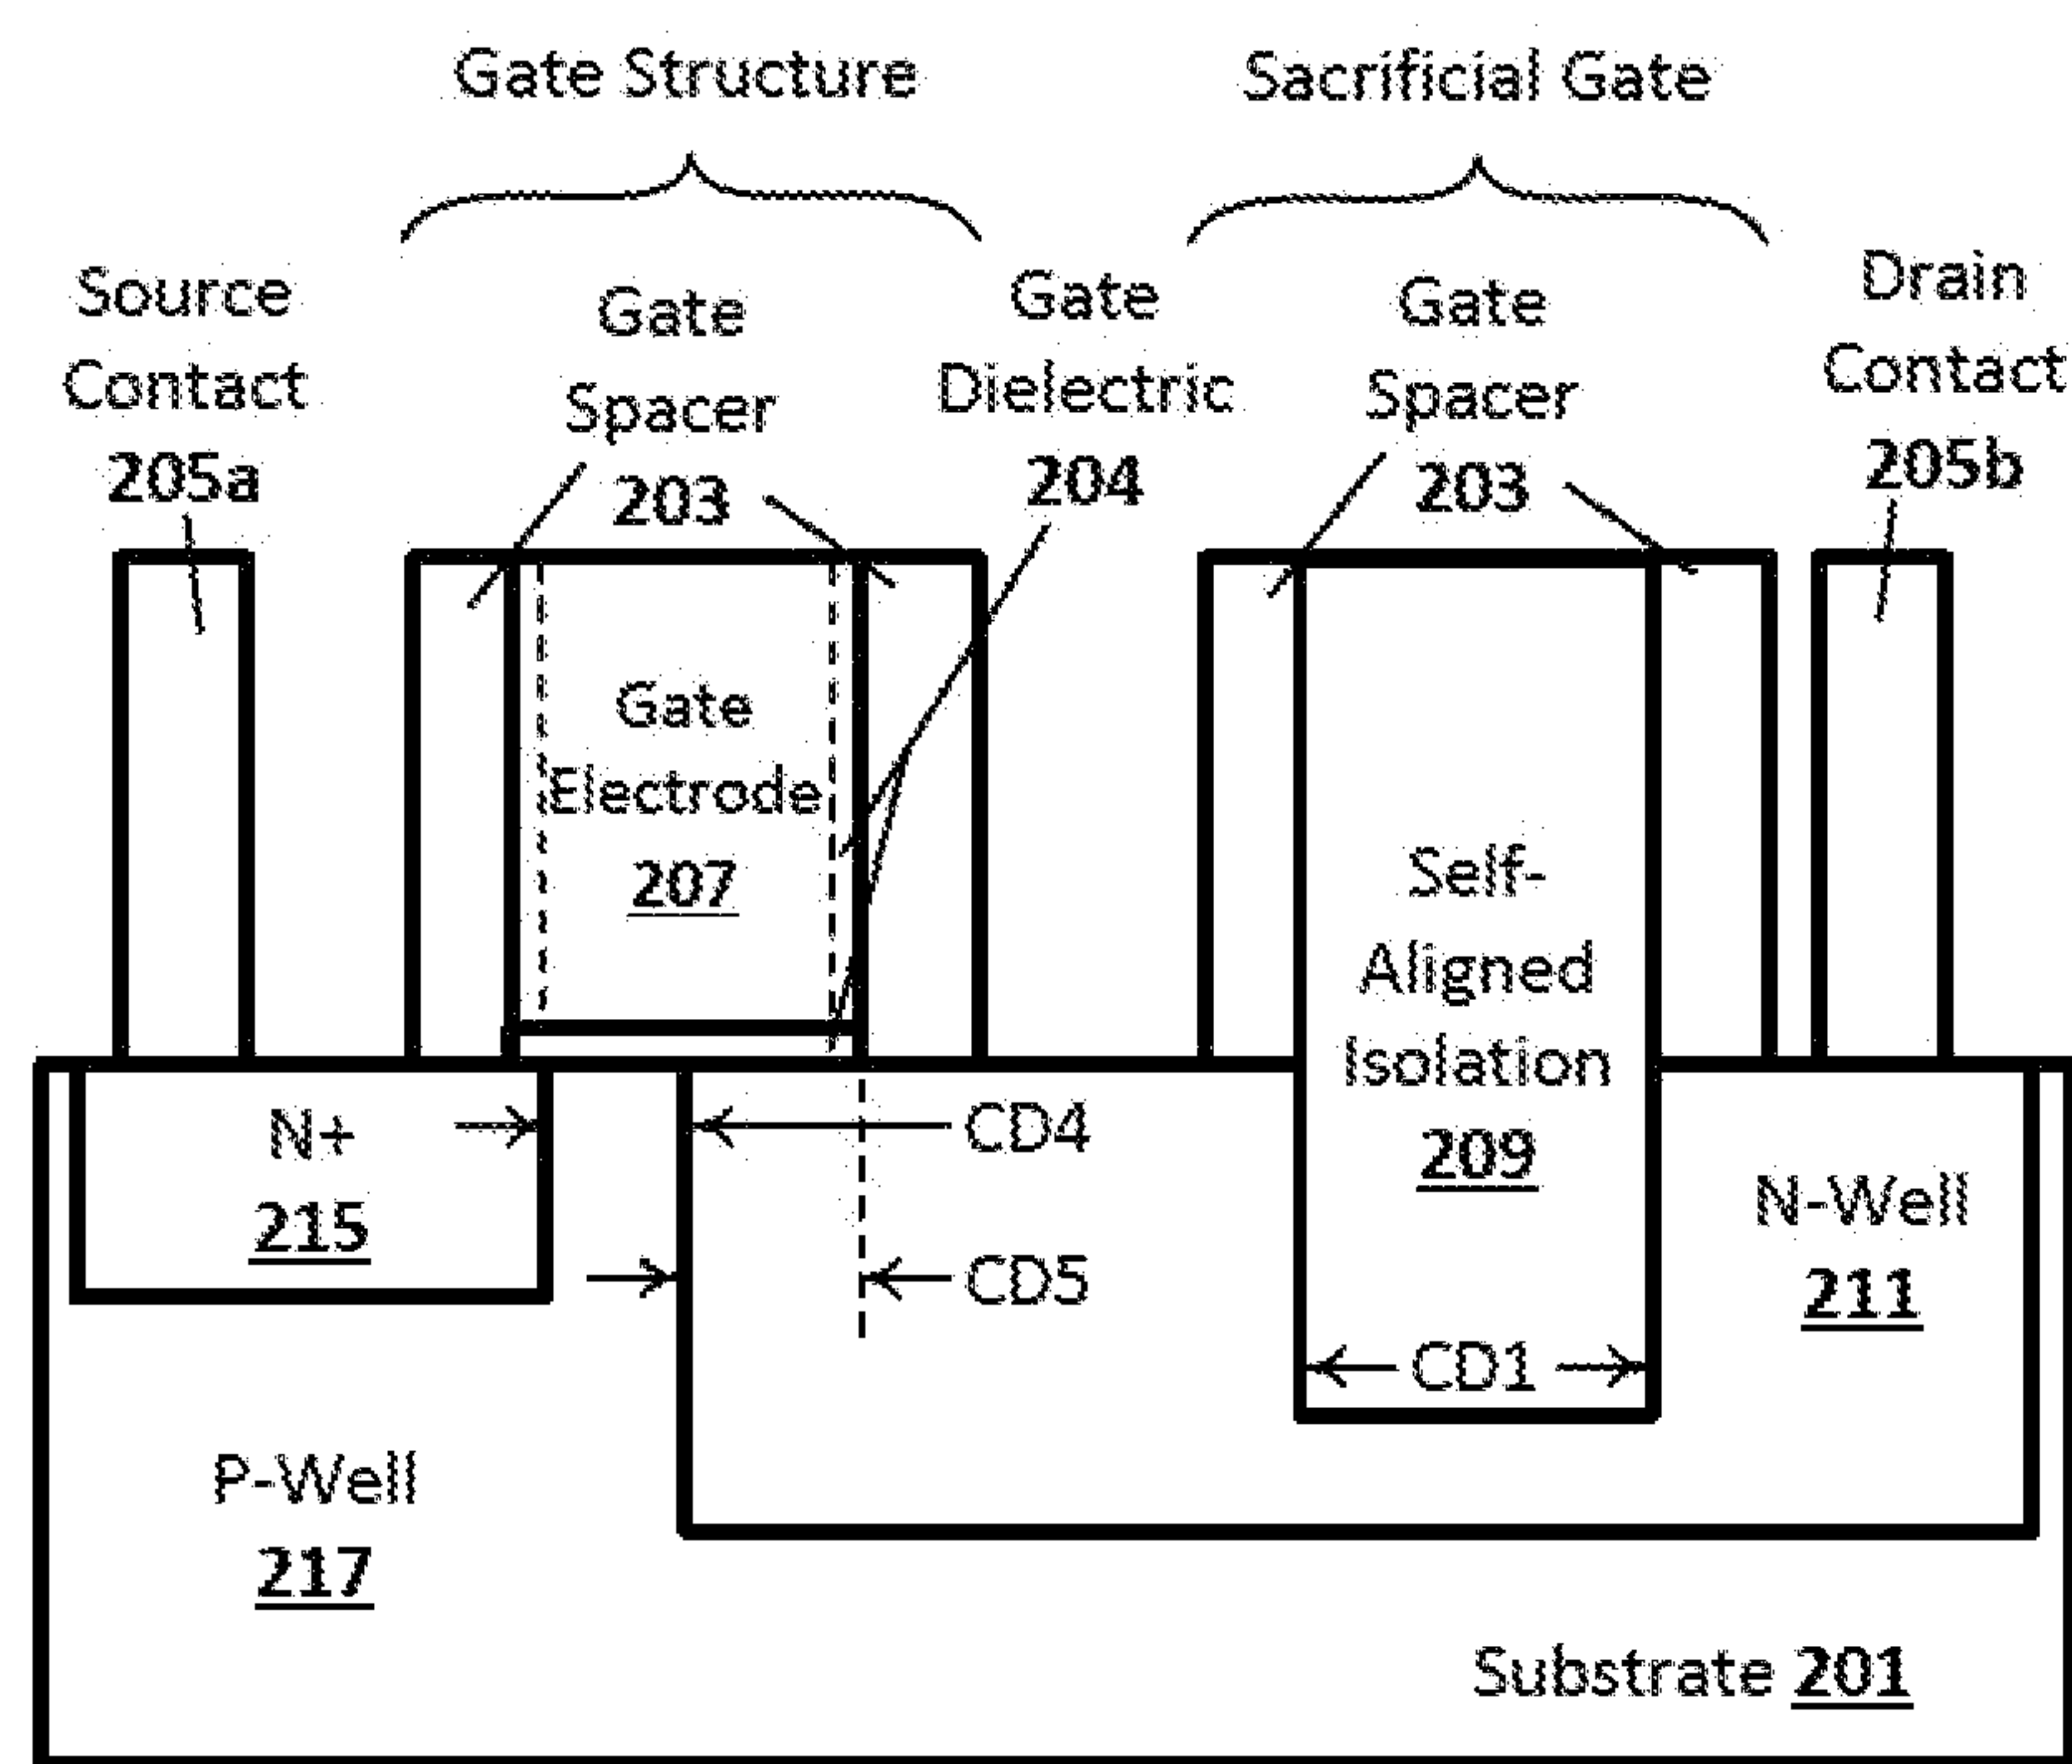 Gate Structure
Sacrificial Gate
Source
Contact
205a
Gate
Spacer
203
Gate
Dielectric
204
Gate
Spacer
203
Drain
Contact
205b
Gate
Electrode
207
Self-
Aligned
Isolation
209
N+
215
CD4
CD5
CD1
N-Well
211
P-Well
217
Substrate 201